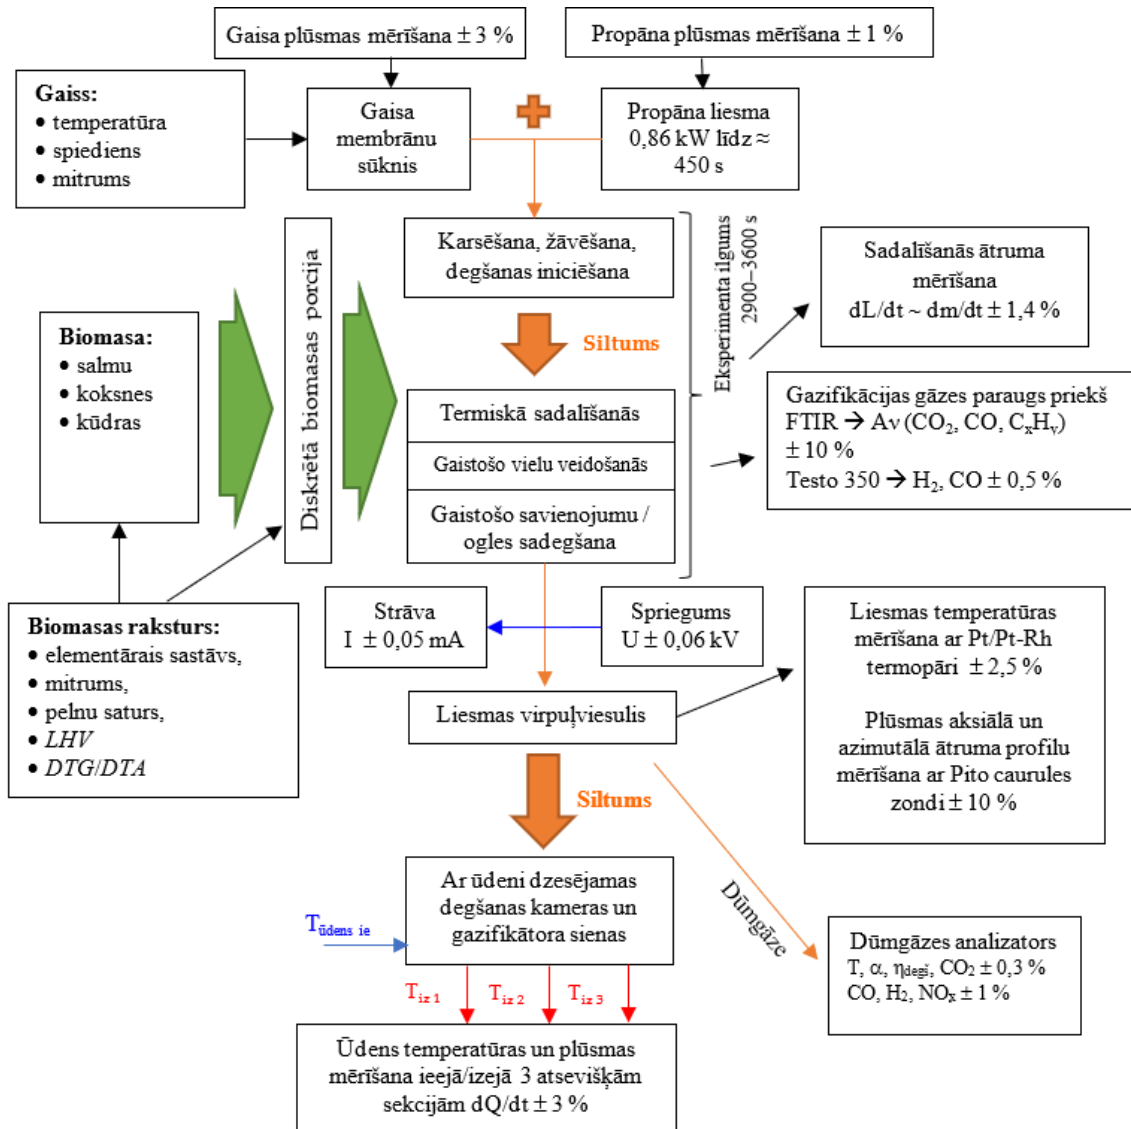 Gaisa plūsmas mērīšana ± 3 %
Propāna plūsmas mērīšana ± 1 %
Gaiss:
• temperatūra
• spiediens
• mitrums
Gaisa
membrānu
sūknis
Propāna liesma
0,86 kW līdz ≈
450 s
Karsēšana, žāvēšana,
degšanas iniciēšana
Eksperimenta ilgums
2900–3600 s
Sadalīšanās ātruma
mērīšana
dL/dt ~ dm/dt ± 1,4 %
Siltums
Diskrētā biomasas porcija
Biomasa:
• salmu
• koksnes
• kūdras
Termiskā sadalīšanās
Gaistošo vielu veidošanās
Gaistošo savienojumu /
ogles sadegšana
Gazifikācijas gāzes paraugs priekš
FTIR → Aν (CO₂, CO, CₓHᵧ)
± 10 %
Testo 350 → H₂, CO ± 0,5 %
Biomasas raksturs:
• elementārais sastāvs,
• mitrums,
• pelnu saturs,
• LHV
• DTG/DTA
Strāva
I ± 0,05 mA
Spriegums
U ± 0,06 kV
Liesmas virpuļviesulis
Liesmas temperatūras
mērīšana ar Pt/Pt-Rh
termopāri ± 2,5 %
Plūsmas aksiālā un
azimutālā ātruma profilu
mērīšana ar Pito caurules
zondi ± 10 %
Siltums
Dūmgāze
Ar ūdeni dzesējamas
degšanas kameras un
gazifikātora sienas
T ūdens ie
T iz 1
T iz 2
T iz 3
Dūmgāzes analizators
T, α, ηdegš, CO₂ ± 0,3 %
CO, H₂, NOₓ ± 1 %
Ūdens temperatūras un plūsmas
mērīšana ieejā/izejā 3 atsevišķām
sekcijām dQ/dt ± 3 %